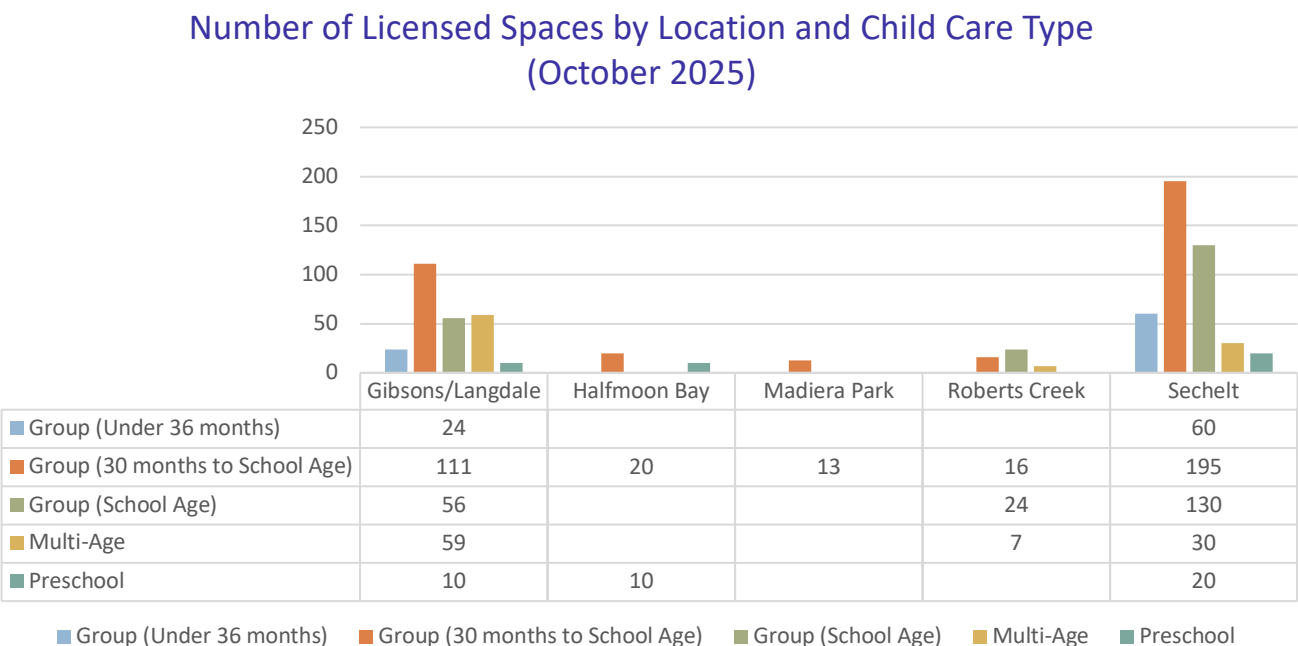 Number of Licensed Spaces by Location and Child Care Type
(October 2025)
250
200
150
100
50
0
Gibsons/Langdale Halfmoon Bay Madiera Park Roberts Creek Sechelt
Group (Under 36 months) 24 60
Group (30 months to School Age) 111 20 13 16 195
Group (School Age) 56 24 130
Multi-Age 59 7 30
Preschool 10 10 20
Group (Under 36 months) Group (30 months to School Age) Group (School Age) Multi-Age Preschool